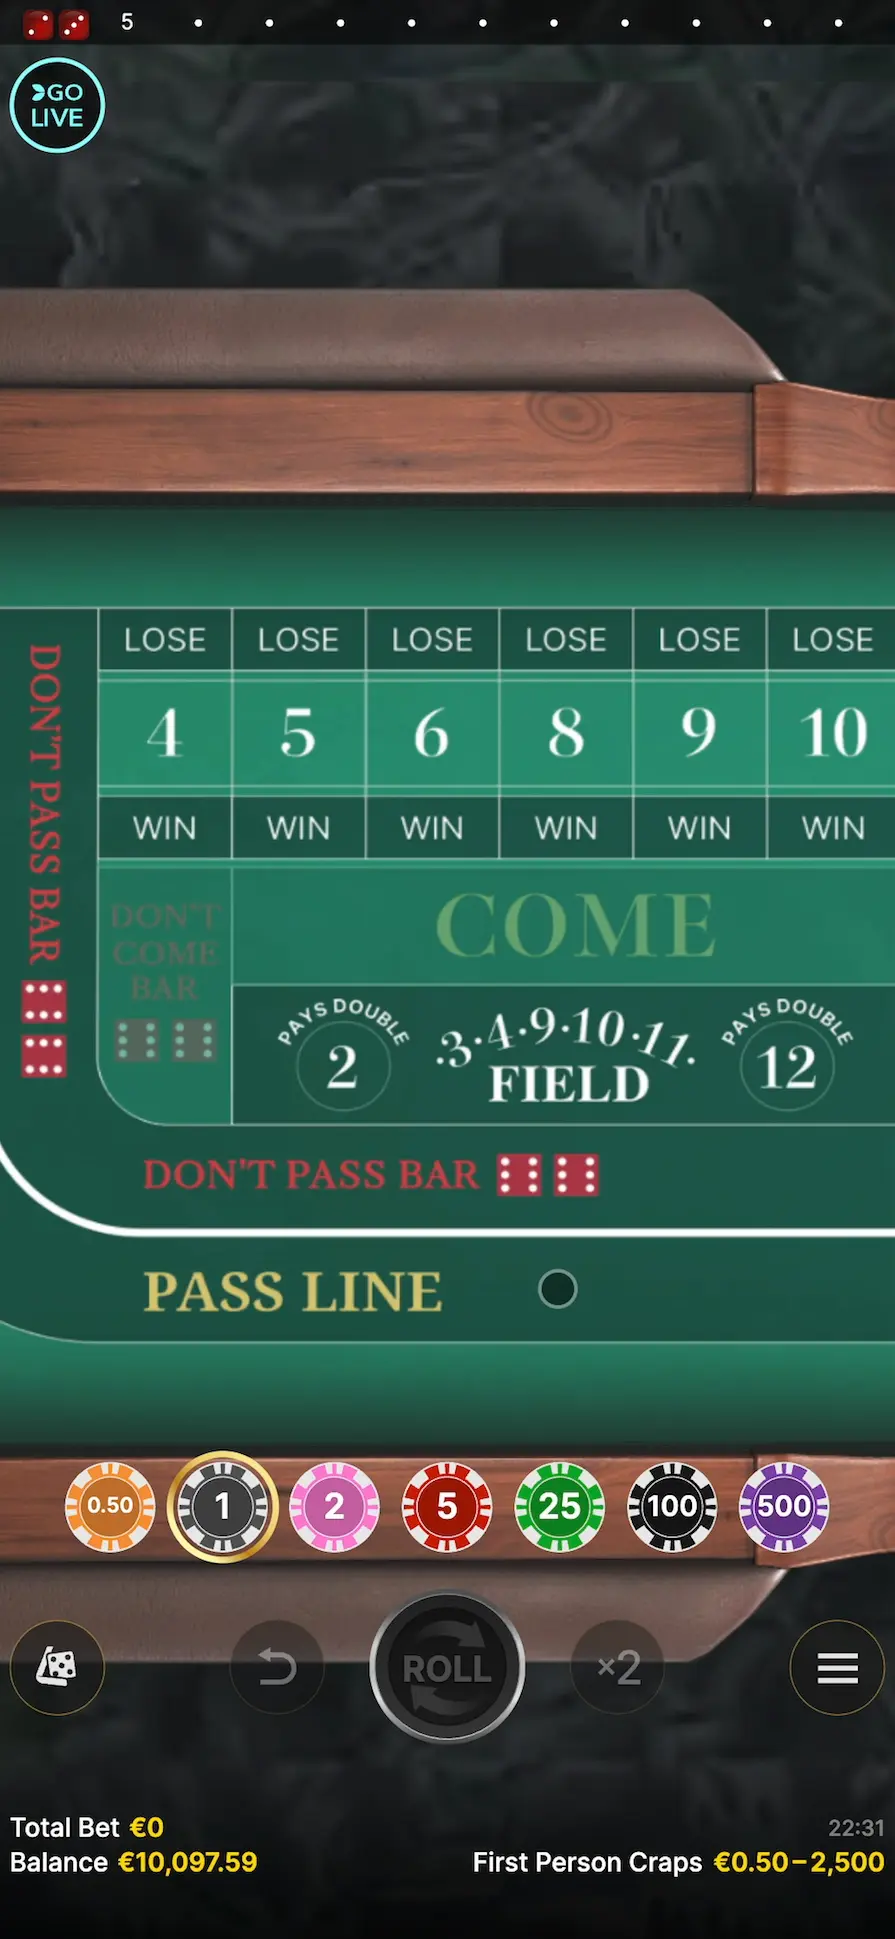 5
GO
LIVE
LOSE LOSE LOSE LOSE LOSE LOSE
4 5 6 8 9 10
WIN WIN WIN WIN WIN WIN
DON'T PASS BAR
DON'T
COME
BAR
COME
PAYS DOUBLE
2
·3·4·9·10·11·
FIELD
PAYS DOUBLE
12
DON'T PASS BAR
PASS LINE
0.50 1 2 5 25 100 500
ROLL
×2
Total Bet €0
22:31
Balance €10,097.59
First Person Craps €0.50–2,500